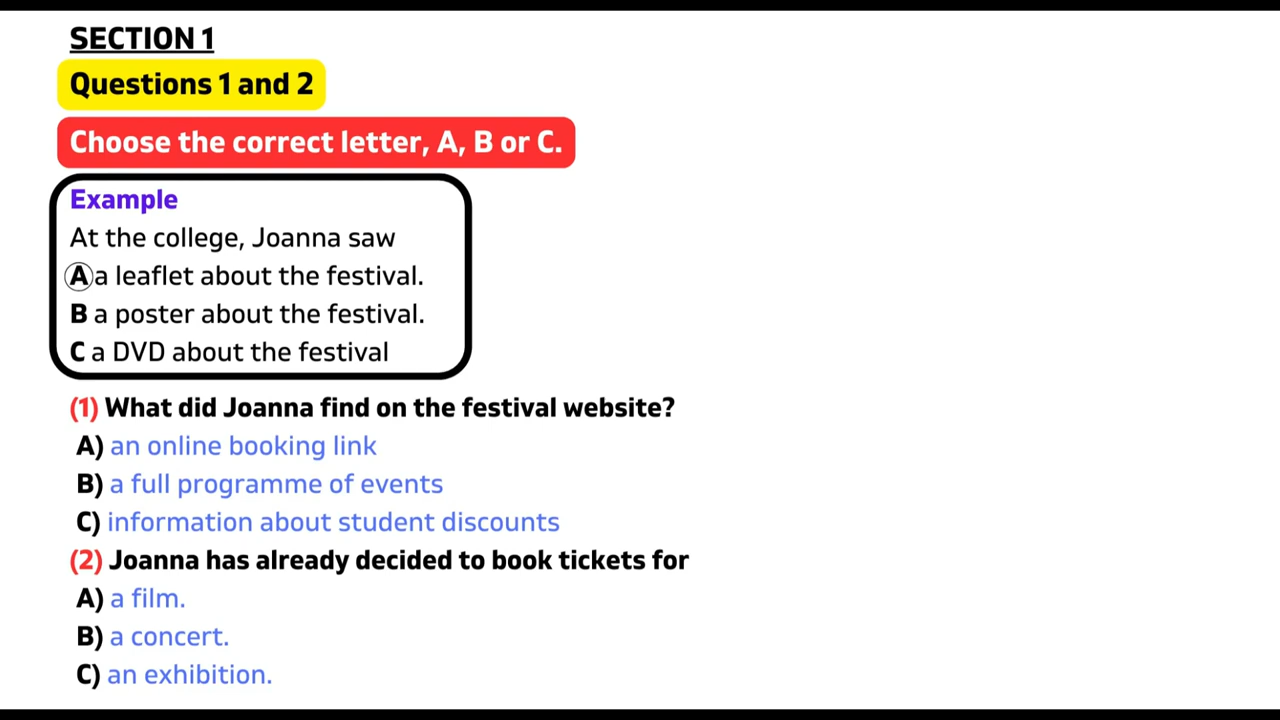 SECTION 1
Questions 1 and 2
Choose the correct letter, A, B or C.
Example
At the college, Joanna saw
A a leaflet about the festival.
B a poster about the festival.
C a DVD about the festival
(1) What did Joanna find on the festival website?
A) an online booking link
B) a full programme of events
C) information about student discounts
(2) Joanna has already decided to book tickets for
A) a film.
B) a concert.
C) an exhibition.